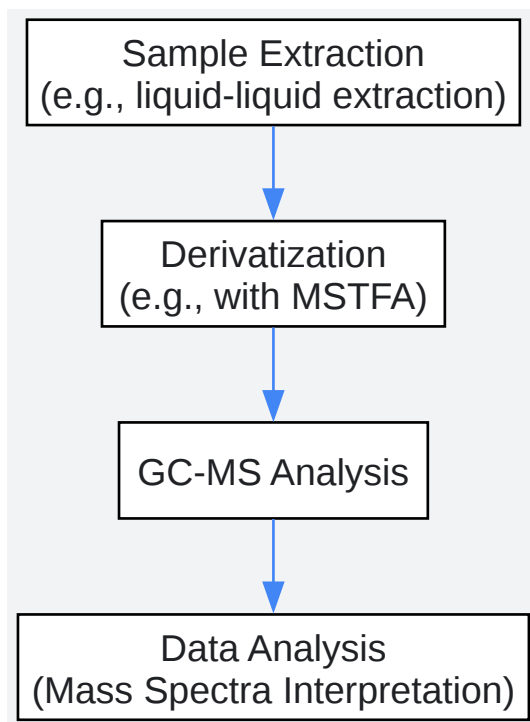 Sample Extraction
(e.g., liquid-liquid extraction)
Derivatization
(e.g., with MSTFA)
GC-MS Analysis
Data Analysis
(Mass Spectra Interpretation)